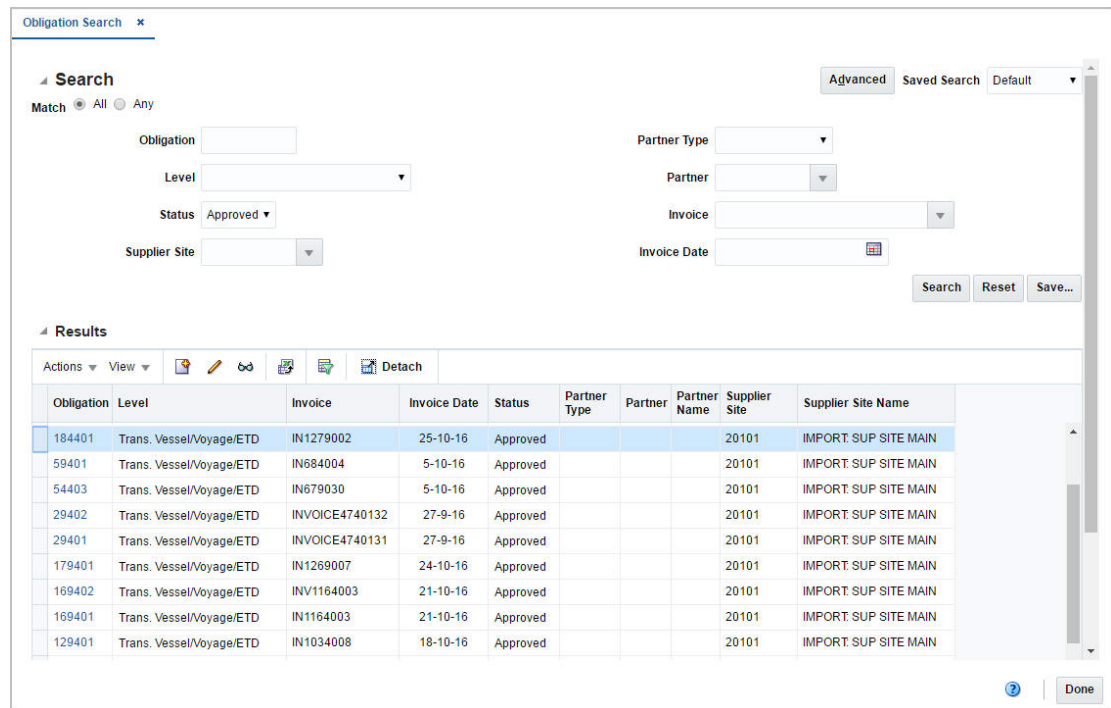 Obligation Search ×
Search
Advanced Saved Search Default
Match All Any
Obligation Partner Type
Level Partner
Status Approved Invoice
Supplier Site Invoice Date
Search Reset Save...
Results
Actions View Detach
Obligation Level Invoice Invoice Date Status Partner Type Partner Partner Name Supplier Site Supplier Site Name
184401 Trans. Vessel/Voyage/ETD IN1279002 25-10-16 Approved 20101 IMPORT: SUP SITE MAIN
59401 Trans. Vessel/Voyage/ETD IN684004 5-10-16 Approved 20101 IMPORT: SUP SITE MAIN
54403 Trans. Vessel/Voyage/ETD IN679030 5-10-16 Approved 20101 IMPORT: SUP SITE MAIN
29402 Trans. Vessel/Voyage/ETD INVOICE4740132 27-9-16 Approved 20101 IMPORT: SUP SITE MAIN
29401 Trans. Vessel/Voyage/ETD INVOICE4740131 27-9-16 Approved 20101 IMPORT: SUP SITE MAIN
179401 Trans. Vessel/Voyage/ETD IN1269007 24-10-16 Approved 20101 IMPORT: SUP SITE MAIN
169402 Trans. Vessel/Voyage/ETD INV1164003 21-10-16 Approved 20101 IMPORT: SUP SITE MAIN
169401 Trans. Vessel/Voyage/ETD IN1164003 21-10-16 Approved 20101 IMPORT: SUP SITE MAIN
129401 Trans. Vessel/Voyage/ETD IN1034008 18-10-16 Approved 20101 IMPORT: SUP SITE MAIN
? Done